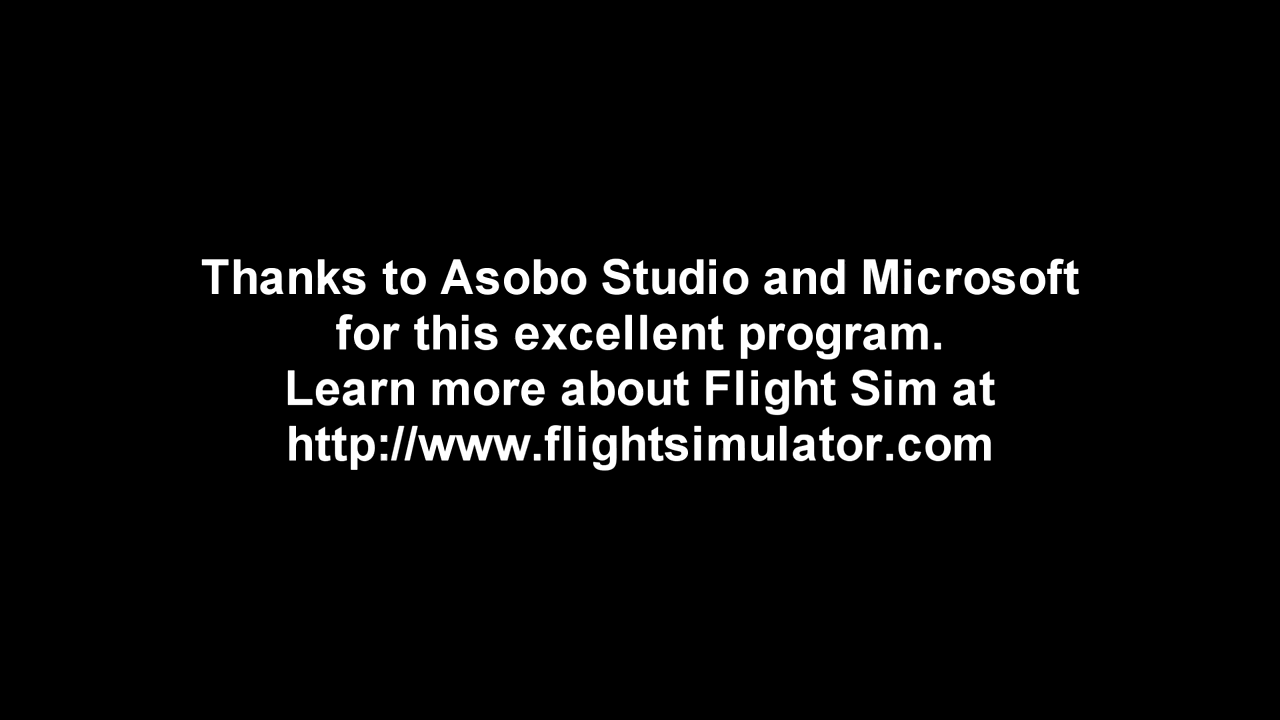 Thanks to Asobo Studio and Microsoft
for this excellent program.
Learn more about Flight Sim at
http://www.flightsimulator.com